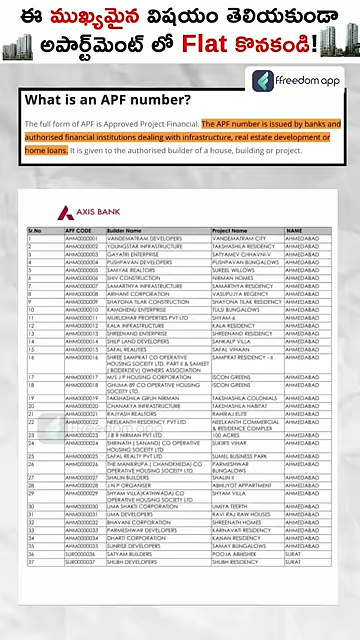 ఈ ముఖ్యమైన విషయం తెలియకుండా
అపార్ట్‌మెంట్ లో Flat కొనకండి!
ffreedom app
What is an APF number?
The full form of APF is Approved Project Financial. The APF number is issued by banks and
authorised financial institutions dealing with infrastructure, real estate development or
home loans. It is given to the authorised builder of a house, building or project.
AXIS BANK
Sr.No APF CODE Builder Name Project Name NAME
1 AHM0000001 VANDEMATRAM DEVELOPERS VANDEMATRAM CITY AHMEDABAD
2 AHM0000002 YOUNGSTAR INFRASTRUCTURE TAKSHASHILA RESIDENCY AHMEDABAD
3 AHM0000003 GAYATRI ENTERPRISE SATYAMEV CHHAVNI-V AHMEDABAD
4 AHM0000004 PUSHPAVAN DEVELOPERS PUSHPAVAN BUNGALOWS AHMEDABAD
5 AHM0000005 SAMYAK REALTORS SUREEL WILLOWS AHMEDABAD
6 AHM0000006 SHIV CONSTRUCTION NIRMAN HOMES AHMEDABAD
7 AHM0000007 SAMARTHYA INFRASTRUCTURE SAMARTHYA RESIDENCY AHMEDABAD
8 AHM0000008 ARIHANT CORPORATION VASUPUJYA REGENCY AHMEDABAD
9 AHM0000009 SHAYONA TILAK CONSTRUCTION SHAYONA TILAK RESIDENCY AHMEDABAD
10 AHM0000010 KAMDHENU ENTERPRISE TULSI BUNGALOWS AHMEDABAD
11 AHM0000011 MURLIDHAR PROPERTIES PVT LTD SHYAM-6 AHMEDABAD
12 AHM0000012 KALA INFRASTRUCTURE KALA RESIDENCY AHMEDABAD
13 AHM0000013 SHREENAND ENTERPRISE SHREENAND RESIDENCY AHMEDABAD
14 AHM0000014 SHILP LAND DEVELOPERS SANKALP VILLA AHMEDABAD
15 AHM0000015 SAFAL REALITIES SAFAL VIHAAN AHMEDABAD
16 AHM0000016 SHREE SAMPRAT CO OPERATIVE SAMPRAT RESIDENCY - II AHMEDABAD
HOUSING SOCEITY LTD. PART II & SAMEET
( BODEKDEV) OWNERS ASSOCIATION
17 AHM0000017 M/S J P HOUSING CORPORATION ISCON GREENS AHMEDABAD
18 AHM0000018 GHUMA-89 CO OPERATIVE HOUSING ISCON GREENS AHMEDABAD
SOCEITY LTD.
19 AHM0000019 TAKSHASHILA GRUH NIRMAN TAKSHASHILA COLONIALS AHMEDABAD
20 AHM0000020 CHANAKYA INFRASTRUCTURE TAKSHASHILA HABITAT AHMEDABAD
21 AHM0000021 RAJYASH REALTORS RAMRAJ ELITE AHMEDABAD
22 AHM0000022 NEELKANTH RESIDENCY PVT LTD NEELKANTH COMMERCIAL AHMEDABAD
& RESIDENCE COMPLEX
23 AHM0000023 J B R NIRMAN PVT LTD 100 ACRES AHMEDABAD
24 AHM0000024 SHRINATH ( SANAND) CO OPERATIVE SUKIRTI VIHAR AHMEDABAD
HOUSING SOCIETY LTD
25 AHM0000025 SAFAL REALTY PVT LTD SUMEL BUSINESS PARK AHMEDABAD
26 AHM0000026 THE MANIKRUPA ( CHANDKHEDA) CO PARMESHWAR AHMEDABAD
OPERATIVE HOUSING SOCIETY LTD BUNGALOWS
27 AHM0000027 SHALIN BUILDERS SHALIN II AHMEDABAD
28 AHM0000028 J N P ORGANISER ABHUYOT APPARTMENT AHMEDABAD
29 AHM0000029 SHYAM VILLA(KATHWADA) CO SHYAM VILLA AHMEDABAD
OPERATIVE HOUSING SOCIETY LTD
30 AHM0000030 UMA SHAKTI CORPORATION UMIYA TEERTH AHMEDABAD
31 AHM0000031 UMA DEVELOPERS RAVI RAJ RAW HOUSES AHMEDABAD
32 AHM0000032 BHAVANI CORPORATION SHREENATH HOMES AHMEDABAD
33 AHM0000033 PARMESHWAR DEVELOPERS KARNAVATI RESIDENCY AHMEDABAD
34 AHM0000034 DHARTI CORPORATION KANAN RESIDENCY AHMEDABAD
35 AHM0000035 SUNRISE DEVELOPERS SAMAY BUNGALOWS AHMEDABAD
36 SUR0000036 SATYAM BUILDERS POOJA ABHISHEK SURAT
37 SUR0000037 SHUBH DEVELOPERS SHUBH RESIDENCY SURAT
ffreedom app